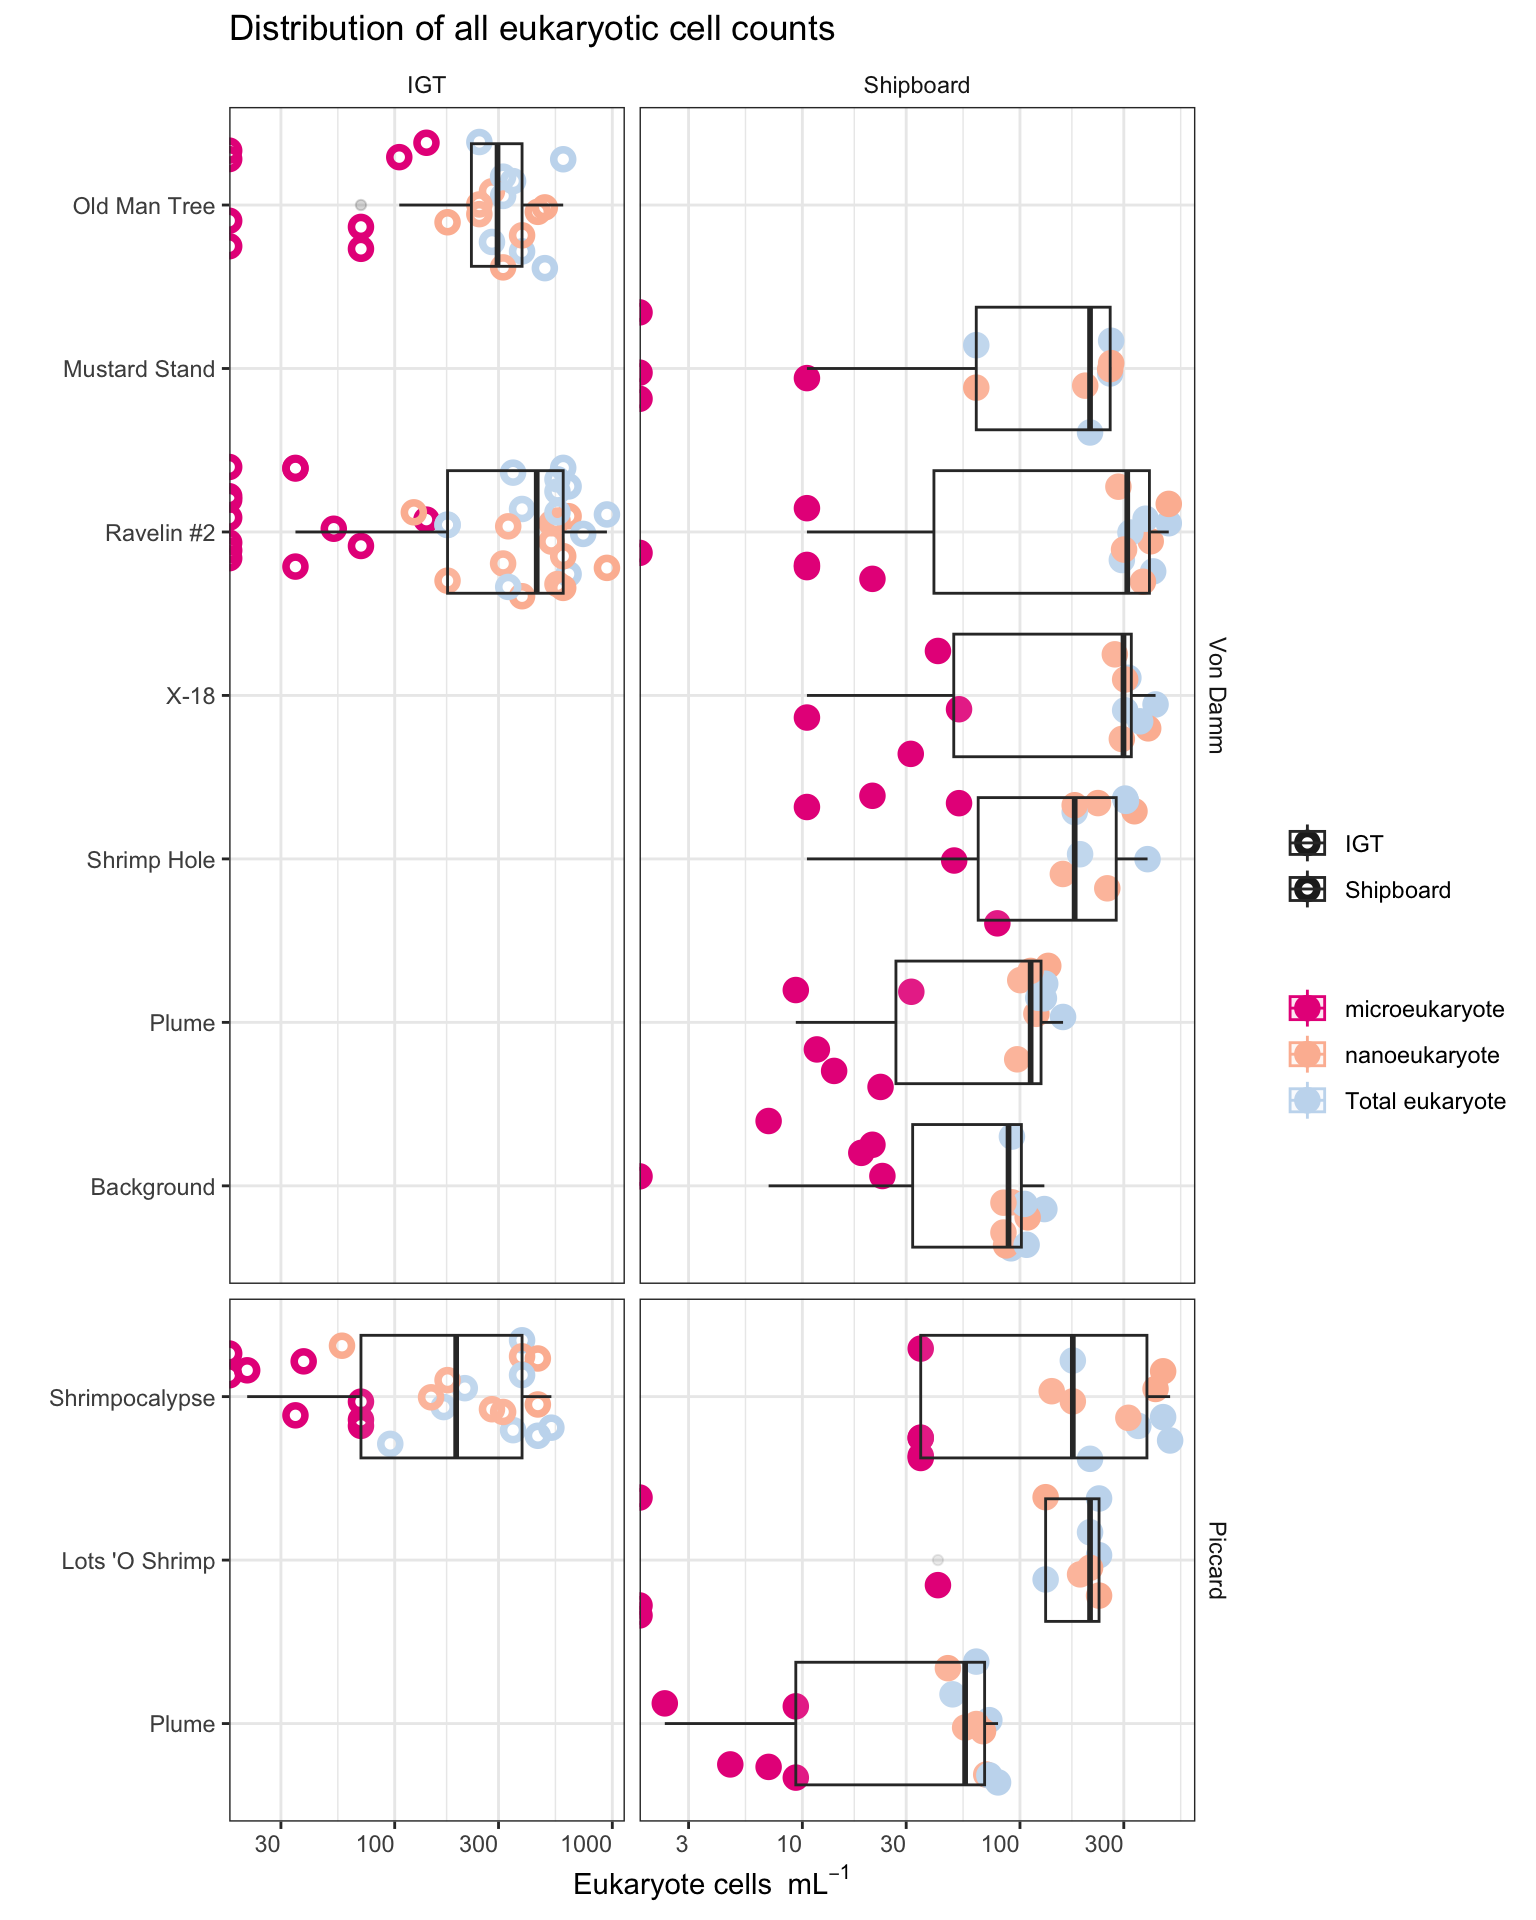 Distribution of all eukaryotic cell counts
IGT
Shipboard
Old Man Tree
Mustard Stand
Ravelin #2
X-18
Shrimp Hole
Plume
Background
Von Damm
Shrimpocalypse
Lots 'O Shrimp
Plume
Piccard
30 100 300 1000
3 10 30 100 300
Eukaryote cells mL⁻¹
IGT
Shipboard
microeukaryote
nanoeukaryote
Total eukaryote